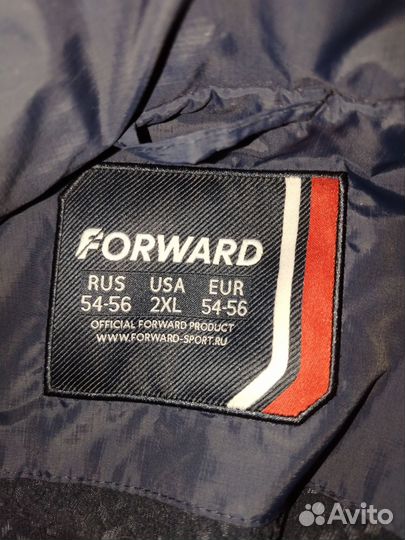 FORWARD
RUS USA EUR
54-56 2XL 54-56
OFFICIAL FORWARD PRODUCT
WWW.FORWARD-SPORT.RU
Avito